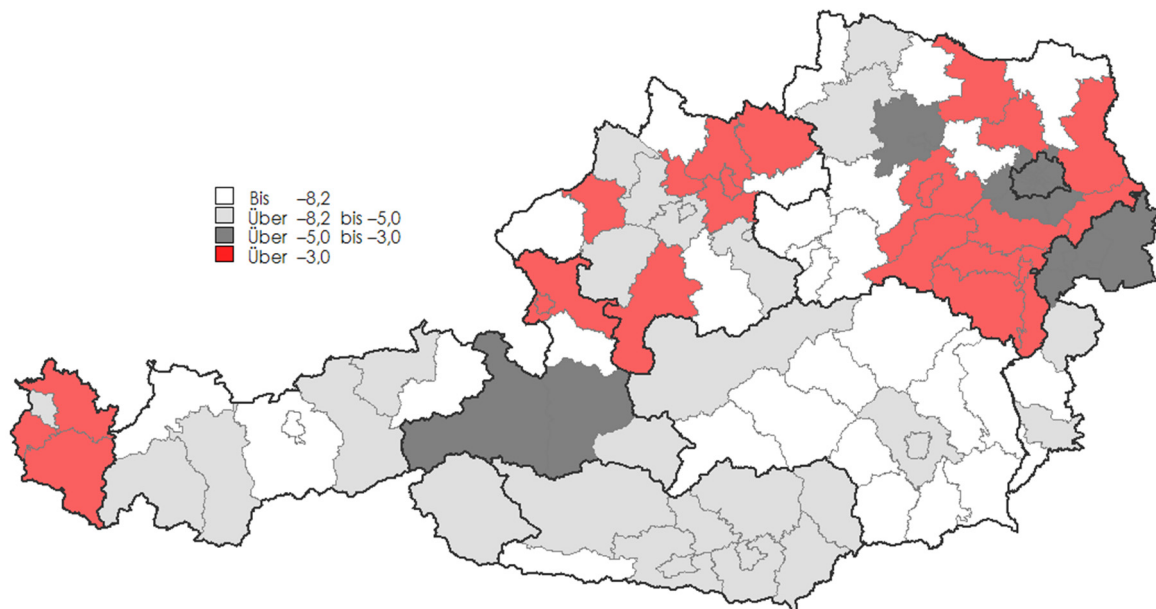 Bis –8,2
Über –8,2 bis –5,0
Über –5,0 bis –3,0
Über –3,0